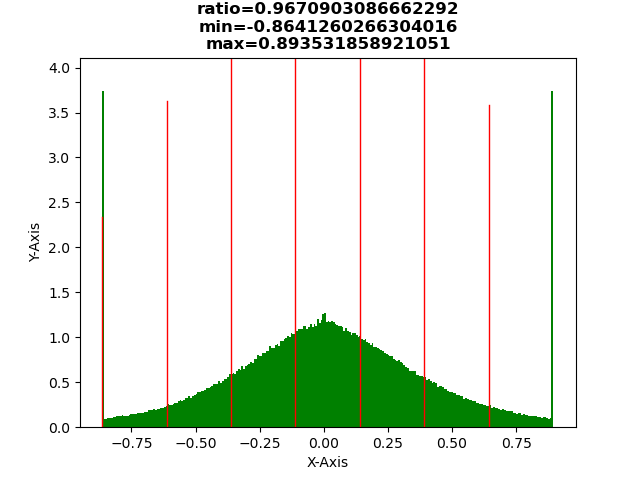 ratio=0.9670903086662292
min=-0.8641260266304016
max=0.893531858921051
4.0
3.5
3.0
2.5
2.0
1.5
1.0
0.5
0.0
Y-Axis
−0.75 −0.50 −0.25 0.00 0.25 0.50 0.75
X-Axis